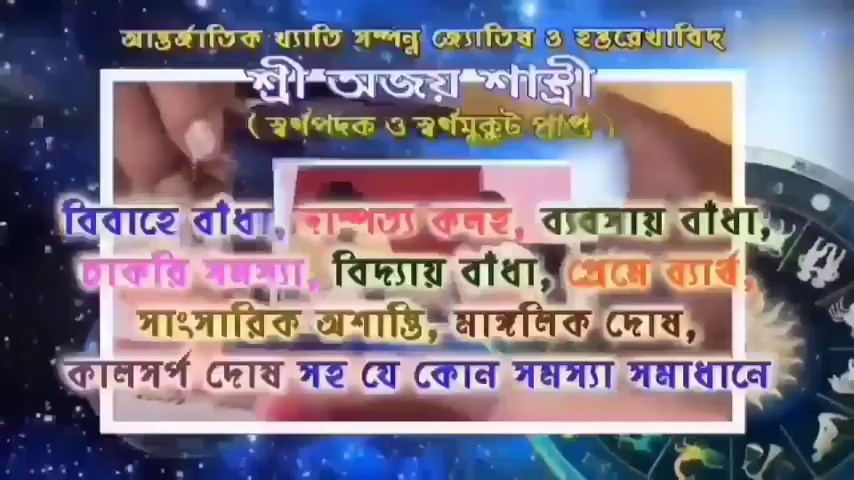 আন্তর্জাতিক খ্যাতি সম্পন্ন জ্যোতিষ ও হস্তরেখাবিদ্
শ্রী অজয় শাস্ত্রী
( স্বর্ণপদক ও স্বর্ণমুকুট প্রাপ্ত )
বিবাহে বাঁধা, দাম্পত্য কলহ, ব্যবসায় বাঁধা,
চাকরি সমস্যা, বিদ্যায় বাঁধা, প্রেমে ব্যার্থ,
সাংসারিক অশান্তি, মাঙ্গলিক দোষ,
কালসর্প দোষ সহ যে কোন সমস্যা সমাধানে